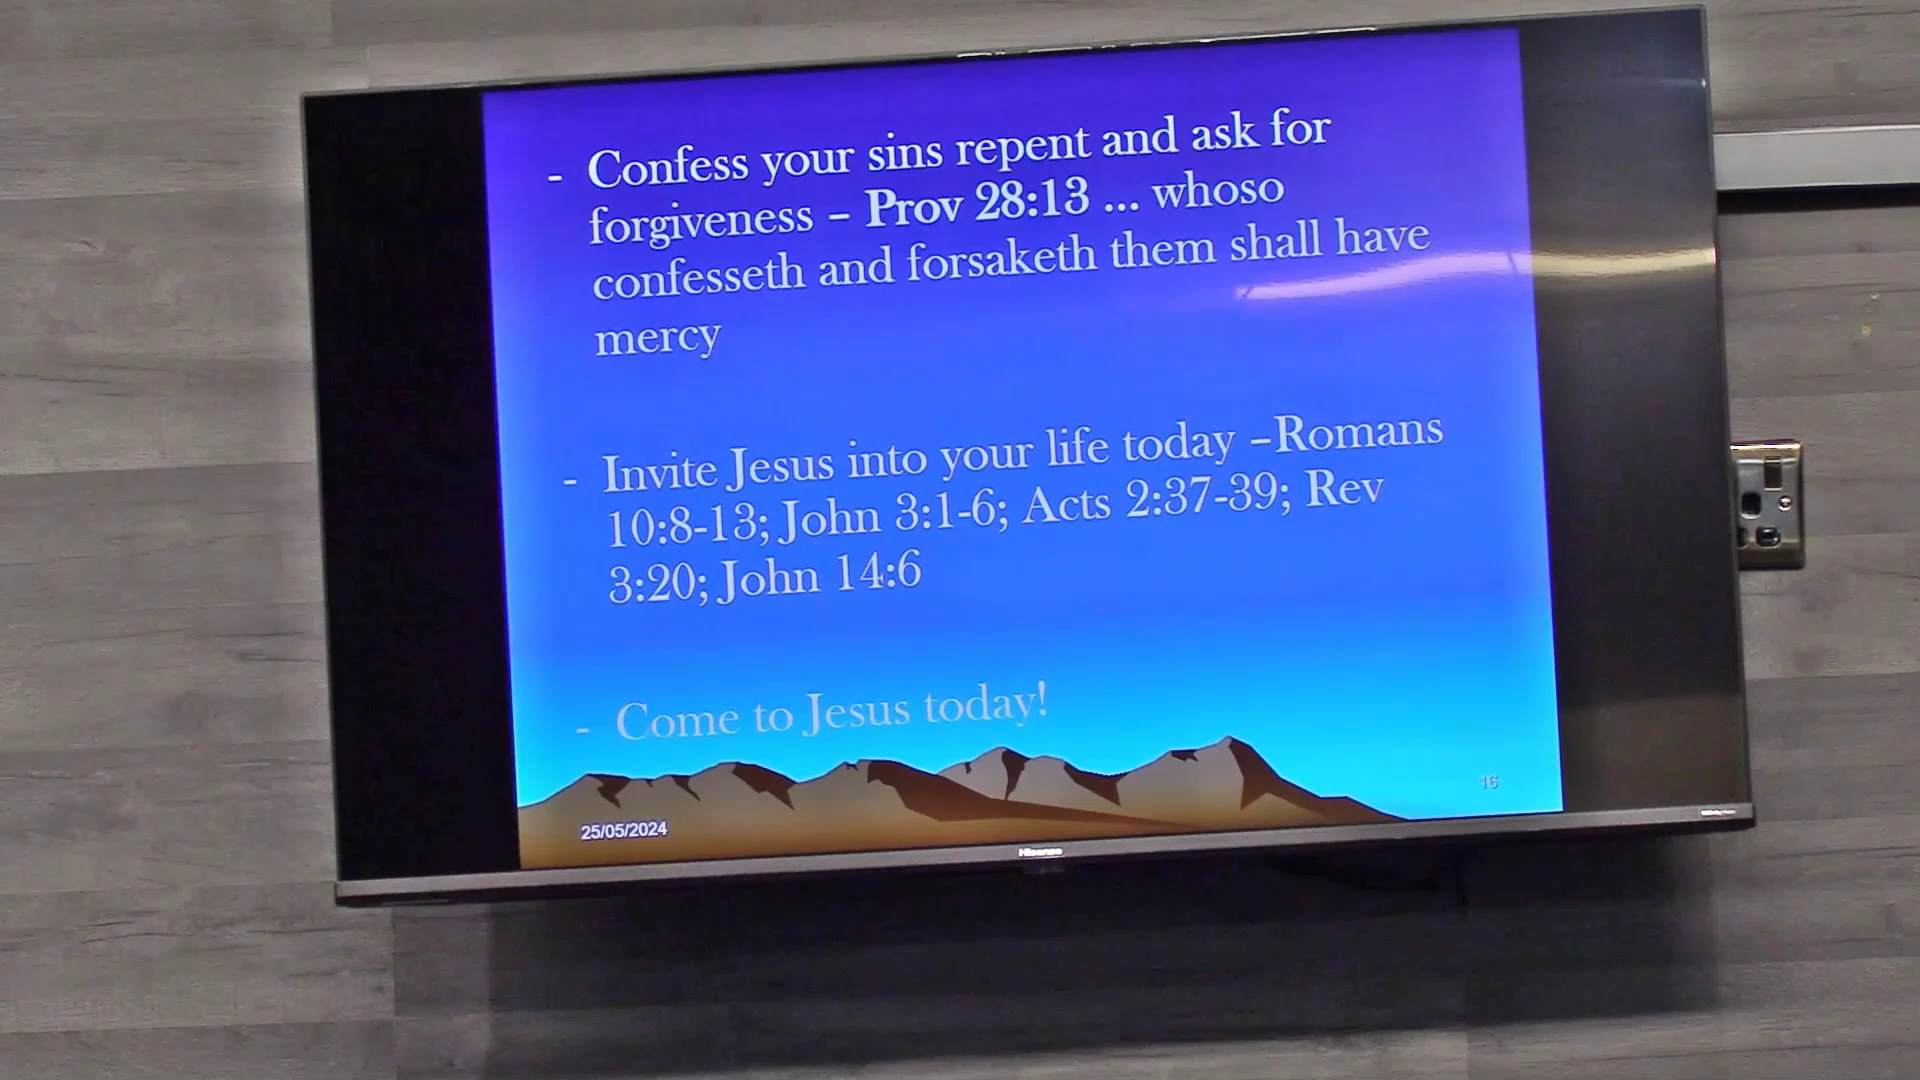 - Confess your sins repent and ask for
forgiveness – Prov 28:13 ... whoso
confesseth and forsaketh them shall have
mercy
- Invite Jesus into your life today –Romans
10:8-13; John 3:1-6; Acts 2:37-39; Rev
3:20; John 14:6
- Come to Jesus today!
16
25/05/2024
Hisense